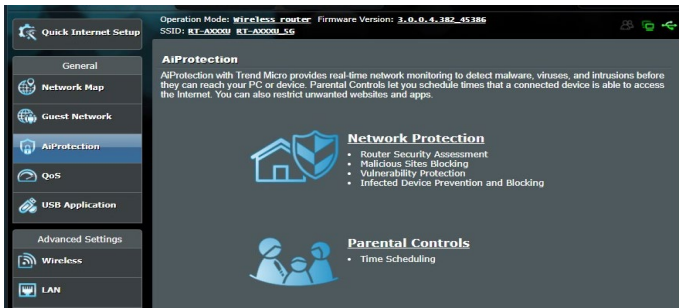 Quick Internet Setup
General
Network Map
Guest Network
AiProtection
QoS
USB Application
Advanced Settings
Wireless
LAN
Operation Mode: Wireless router Firmware Version: 3.0.0.4.382_45386
SSID: RT-AXXXU RT-AXXXU_5G
AiProtection
AiProtection with Trend Micro provides real-time network monitoring to detect malware, viruses, and intrusions before
they can reach your PC or device. Parental Controls let you schedule times that a connected device is able to access
the Internet. You can also restrict unwanted websites and apps.
Network Protection
• Router Security Assessment
• Malicious Sites Blocking
• Vulnerability Protection
• Infected Device Prevention and Blocking
Parental Controls
• Time Scheduling